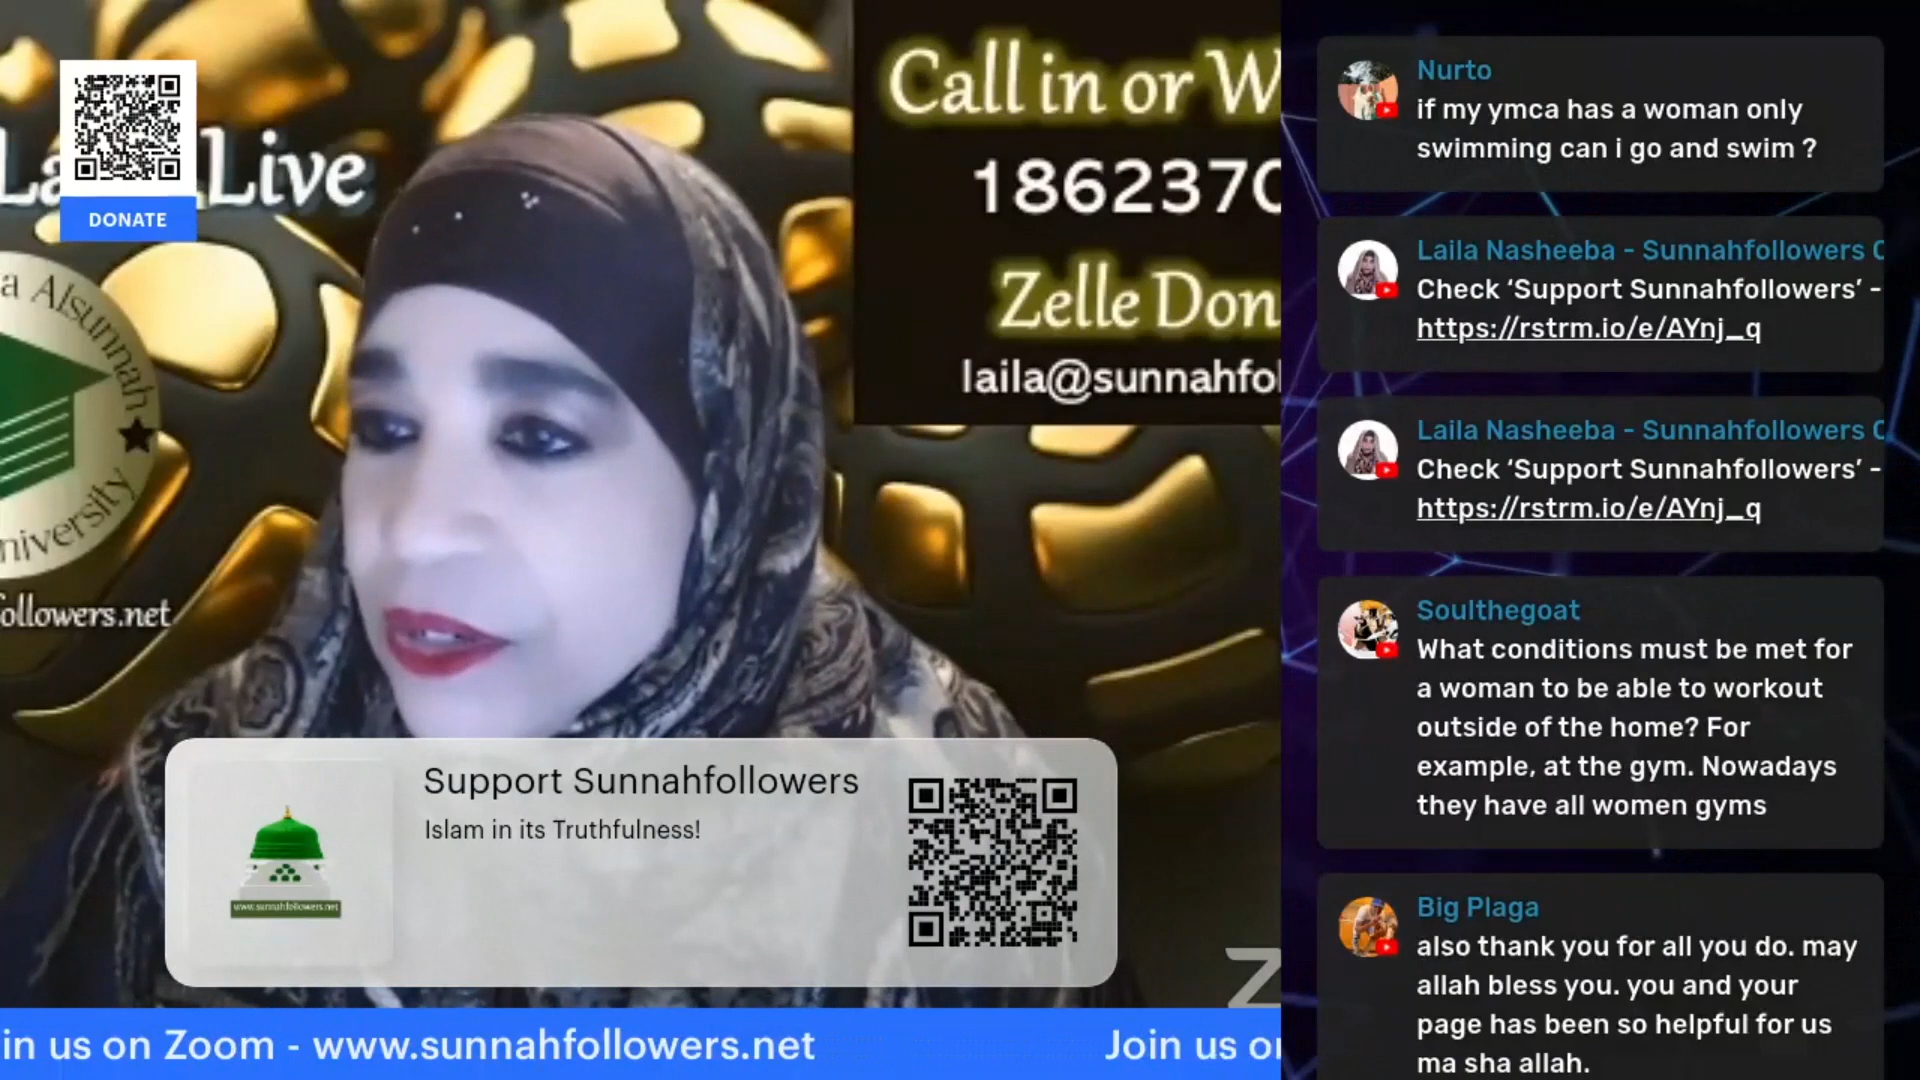 La Live
DONATE
a Alsunnah
niversity
ollowers.net
Call in or W
1862370
Zelle Don
laila@sunnahfol
Support Sunnahfollowers
Islam in its Truthfulness!
www.sunnahfollowers.net
Z
in us on Zoom - www.sunnahfollowers.net
Join us on
Nurto
if my ymca has a woman only
swimming can i go and swim ?
Laila Nasheeba - Sunnahfollowers C
Check ‘Support Sunnahfollowers’ -
https://rstrm.io/e/AYnj_q
Laila Nasheeba - Sunnahfollowers C
Check ‘Support Sunnahfollowers’ -
https://rstrm.io/e/AYnj_q
Soulthegoat
What conditions must be met for
a woman to be able to workout
outside of the home? For
example, at the gym. Nowadays
they have all women gyms
Big Plaga
also thank you for all you do. may
allah bless you. you and your
page has been so helpful for us
ma sha allah.